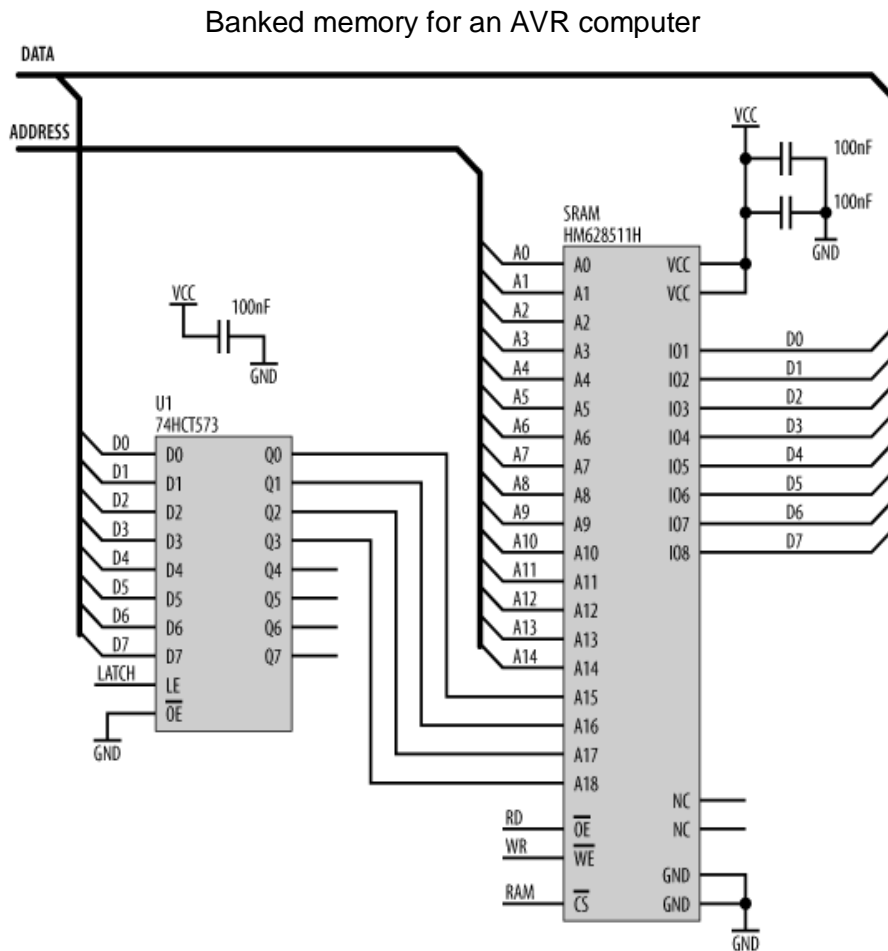 Banked memory for an AVR computer
DATA
ADDRESS
VCC
100nF
100nF
GND
SRAM
HM628511H
A0 A0 VCC
A1 A1 VCC
A2 A2
A3 A3 IO1 D0
A4 A4 IO2 D1
A5 A5 IO3 D2
A6 A6 IO4 D3
A7 A7 IO5 D4
A8 A8 IO6 D5
A9 A9 IO7 D6
A10 A10 IO8 D7
A11 A11
A12 A12
A13 A13
A14 A14
A15
A16
A17
A18
NC
RD OE NC
WR WE
GND
RAM CS GND
GND
VCC
100nF
GND
U1
74HCT573
D0 D0 Q0
D1 D1 Q1
D2 D2 Q2
D3 D3 Q3
D4 D4 Q4
D5 D5 Q5
D6 D6 Q6
D7 D7 Q7
LATCH LE
OE
GND